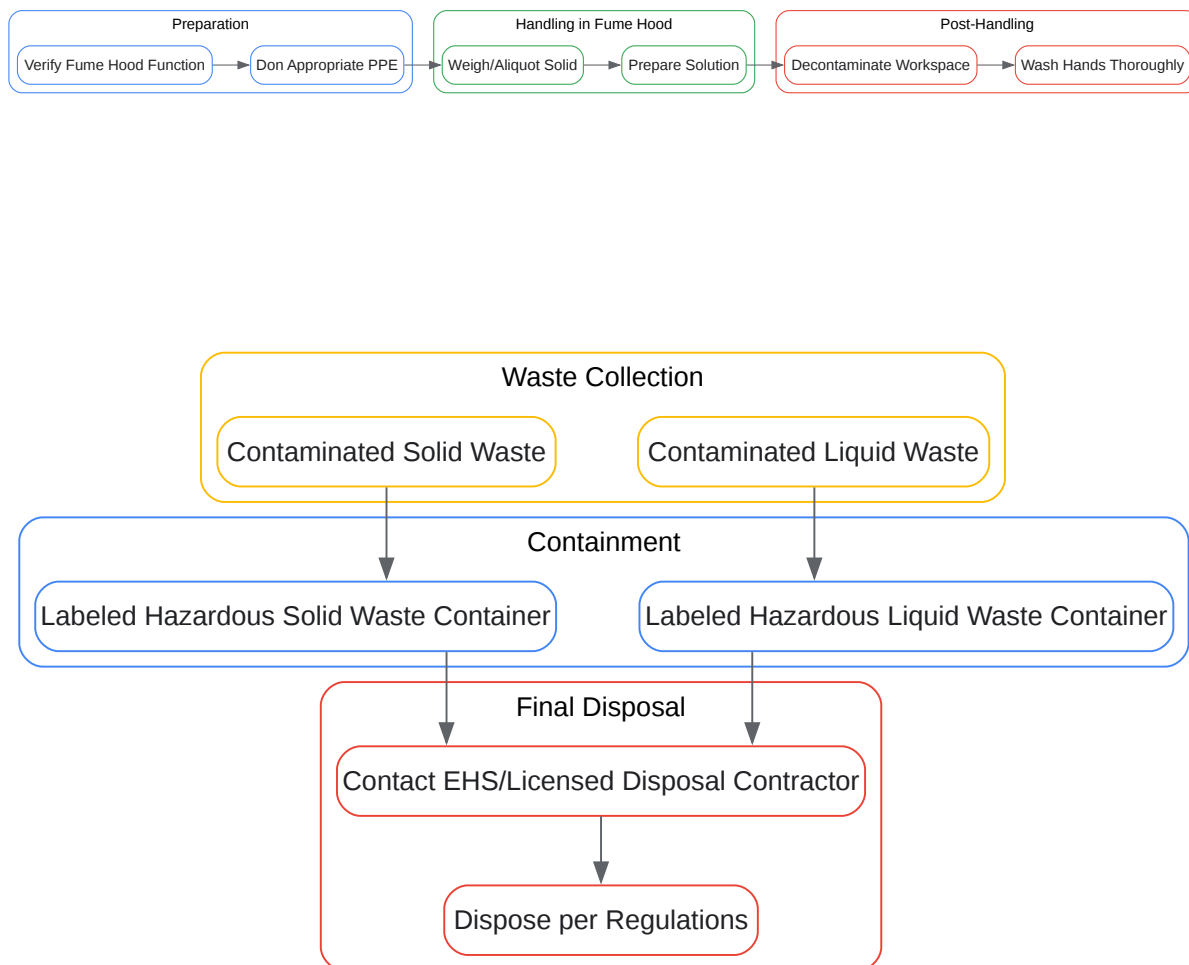 Preparation
Handling in Fume Hood
Post-Handling
Verify Fume Hood Function
Don Appropriate PPE
Weigh/Aliquot Solid
Prepare Solution
Decontaminate Workspace
Wash Hands Thoroughly
Waste Collection
Contaminated Solid Waste
Contaminated Liquid Waste
Containment
Labeled Hazardous Solid Waste Container
Labeled Hazardous Liquid Waste Container
Final Disposal
Contact EHS/Licensed Disposal Contractor
Dispose per Regulations